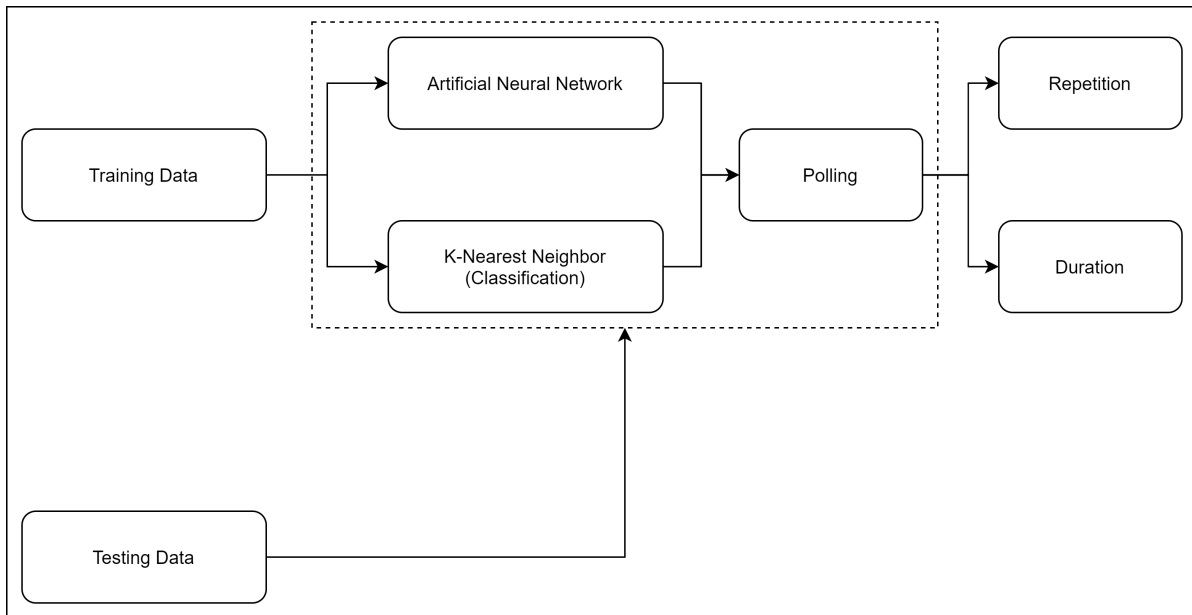 Artificial Neural Network
Repetition
Training Data
Polling
K-Nearest Neighbor
(Classification)
Duration
Testing Data